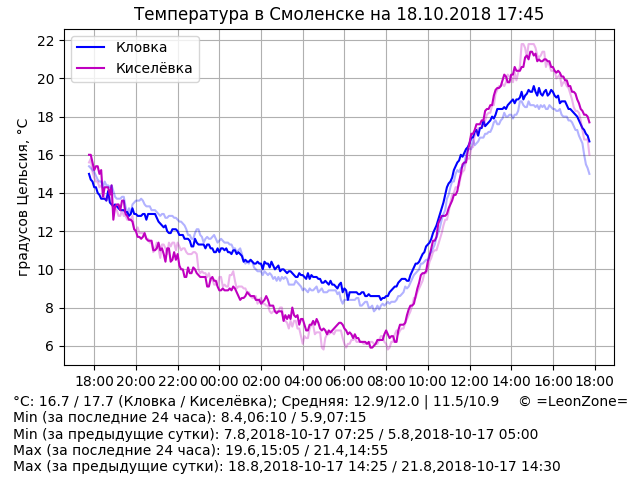 Температура в Смоленске на 18.10.2018 17:45
Кловка
Киселёвка
градусов Цельсия, °C
22
20
18
16
14
12
10
8
6
18:00 20:00 22:00 00:00 02:00 04:00 06:00 08:00 10:00 12:00 14:00 16:00 18:00
°C: 16.7 / 17.7 (Кловка / Киселёвка); Средняя: 12.9/12.0 | 11.5/10.9 © =LeonZone=
Min (за последние 24 часа): 8.4,06:10 / 5.9,07:15
Min (за предыдущие сутки): 7.8,2018-10-17 07:25 / 5.8,2018-10-17 05:00
Max (за последние 24 часа): 19.6,15:05 / 21.4,14:55
Max (за предыдущие сутки): 18.8,2018-10-17 14:25 / 21.8,2018-10-17 14:30